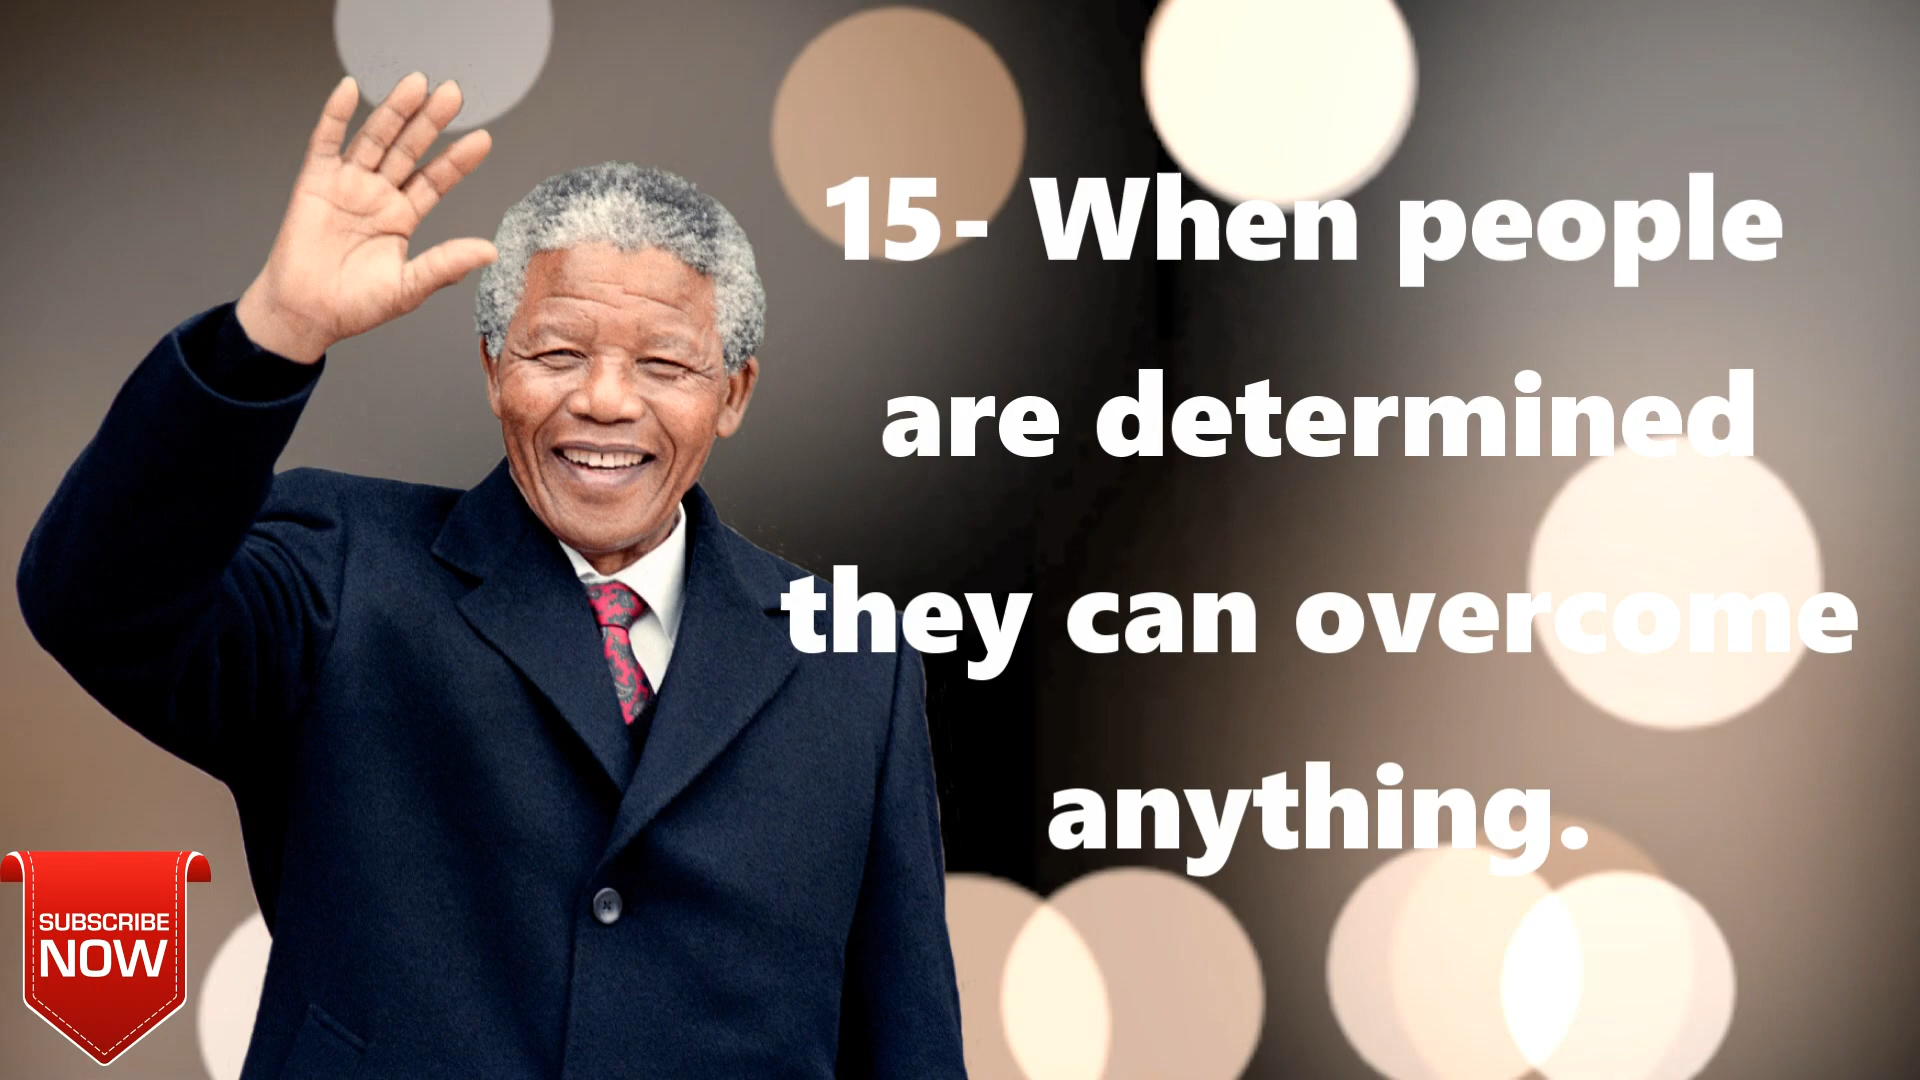 15- When people
are determined
they can overcome
anything.
SUBSCRIBE
NOW